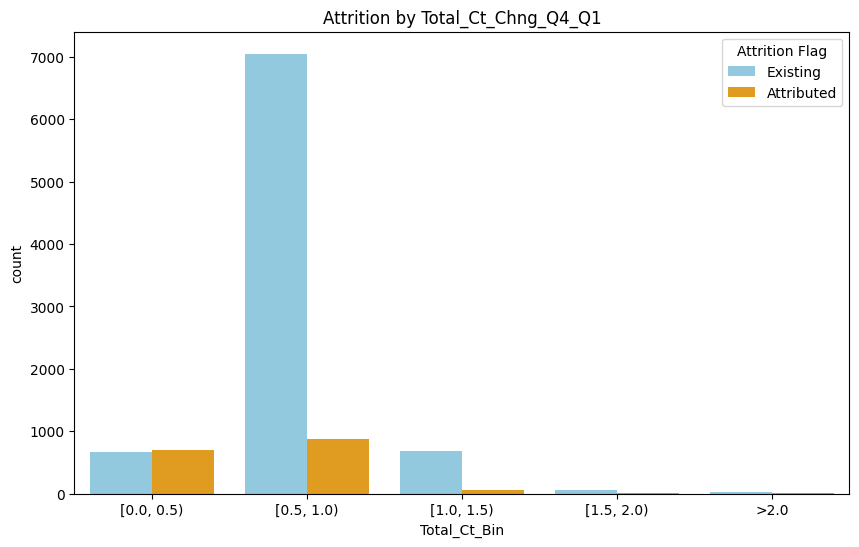 Attrition by Total_Ct_Chng_Q4_Q1
Attrition Flag
Existing
Attributed
7000
6000
5000
4000
3000
2000
1000
0
count
[0.0, 0.5)
[0.5, 1.0)
[1.0, 1.5)
[1.5, 2.0)
>2.0
Total_Ct_Bin